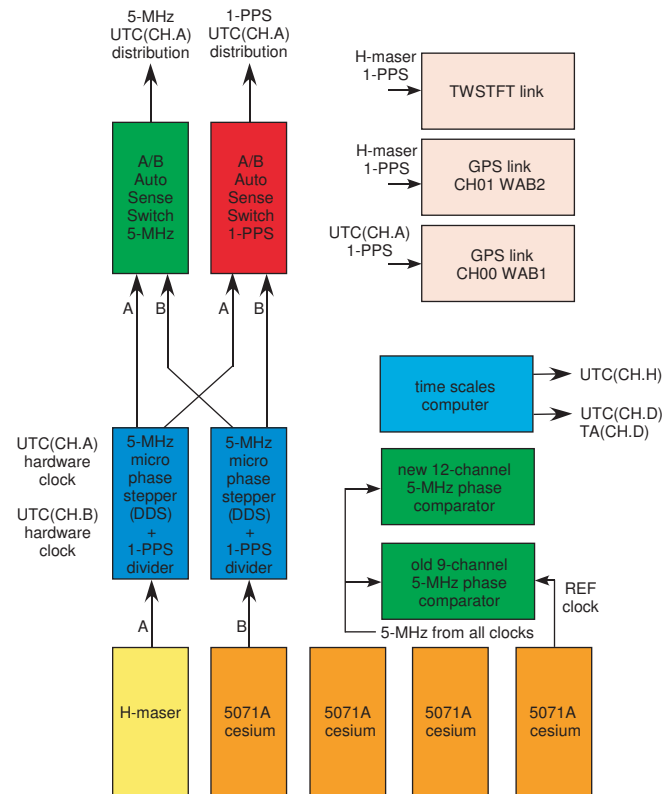 5-MHz
UTC(CH.A)
distribution
1-PPS
UTC(CH.A)
distribution
A/B
Auto
Sense
Switch
5-MHz
A/B
Auto
Sense
Switch
1-PPS
H-maser
1-PPS
TWSTFT link
H-maser
1-PPS
GPS link
CH01 WAB2
UTC(CH.A)
1-PPS
GPS link
CH00 WAB1
A
B
A
B
time scales
computer
UTC(CH.H)
UTC(CH.D)
TA(CH.D)
UTC(CH.A)
hardware
clock
UTC(CH.B)
hardware
clock
5-MHz
micro
phase
stepper
(DDS)
+
1-PPS
divider
5-MHz
micro
phase
stepper
(DDS)
+
1-PPS
divider
new 12-channel
5-MHz phase
comparator
old 9-channel
5-MHz phase
comparator
REF
clock
A
B
5-MHz from all clocks
H-maser
5071A
cesium
5071A
cesium
5071A
cesium
5071A
cesium